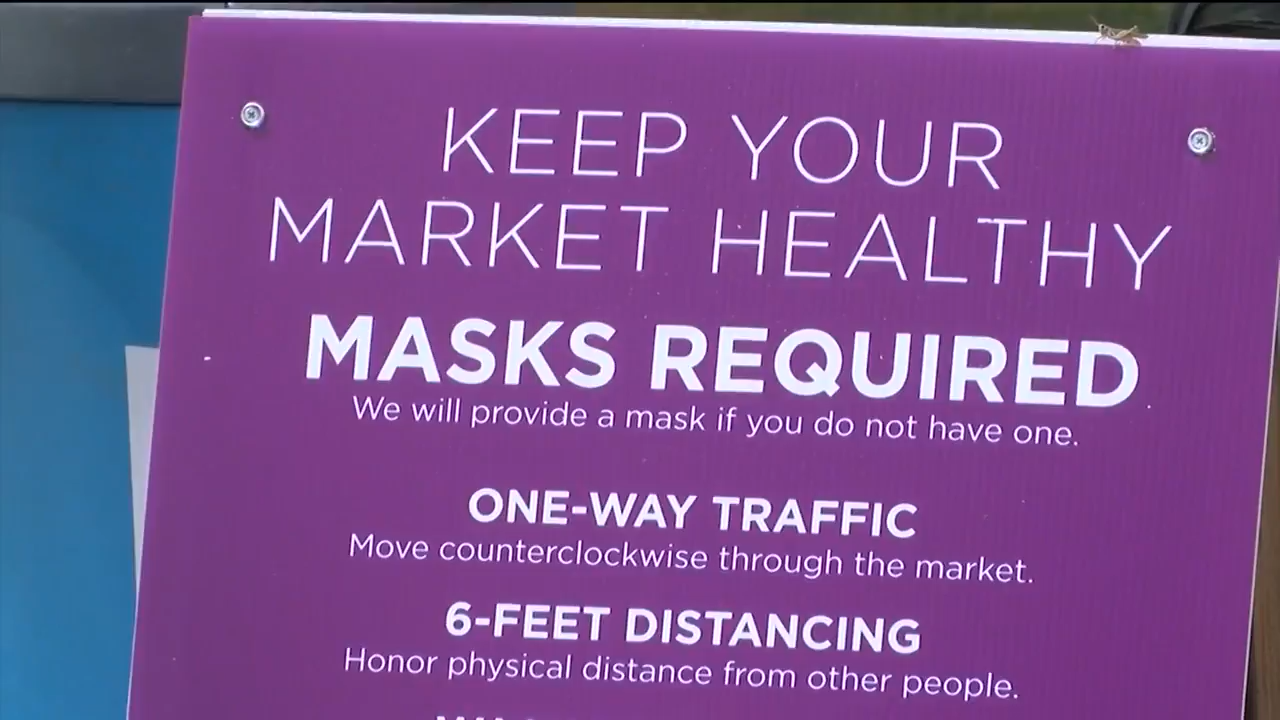 KEEP YOUR
MARKET HEALTHY
MASKS REQUIRED
We will provide a mask if you do not have one.
ONE-WAY TRAFFIC
Move counterclockwise through the market.
6-FEET DISTANCING
Honor physical distance from other people.